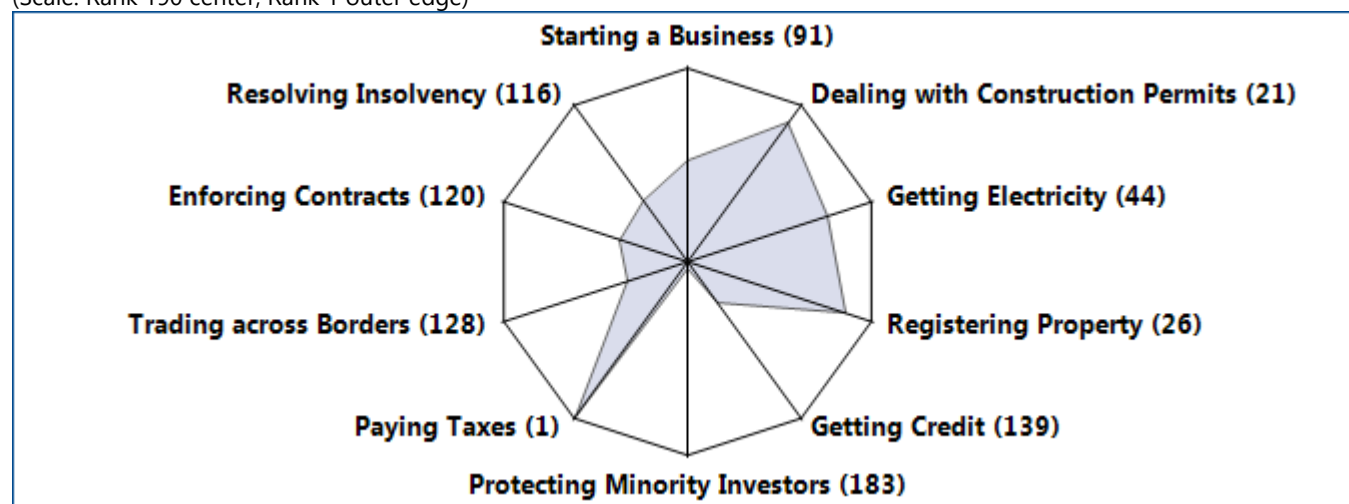 (Scale: Rank 190 center, Rank 1 outer edge)
Starting a Business (91)
Resolving Insolvency (116)
Dealing with Construction Permits (21)
Enforcing Contracts (120)
Getting Electricity (44)
Trading across Borders (128)
Registering Property (26)
Paying Taxes (1)
Getting Credit (139)
Protecting Minority Investors (183)